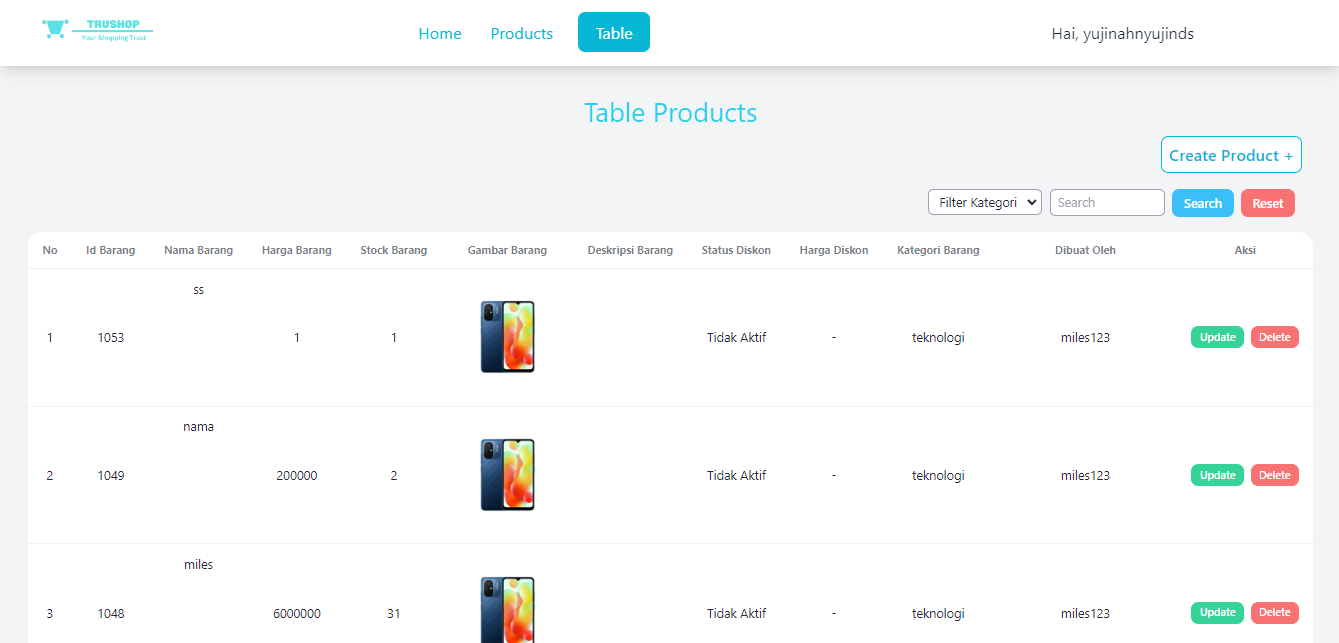 TRUSHOP
Your Shopping Trust
Home Products Table Hai, yujinahnyujinds
Table Products
Create Product +
Filter Kategori Search Search Reset
No Id Barang Nama Barang Harga Barang Stock Barang Gambar Barang Deskripsi Barang Status Diskon Harga Diskon Kategori Barang Dibuat Oleh Aksi
ss
1 1053 1 1 Tidak Aktif - teknologi miles123 Update Delete
nama
2 1049 200000 2 Tidak Aktif - teknologi miles123 Update Delete
miles
3 1048 6000000 31 Tidak Aktif - teknologi miles123 Update Delete